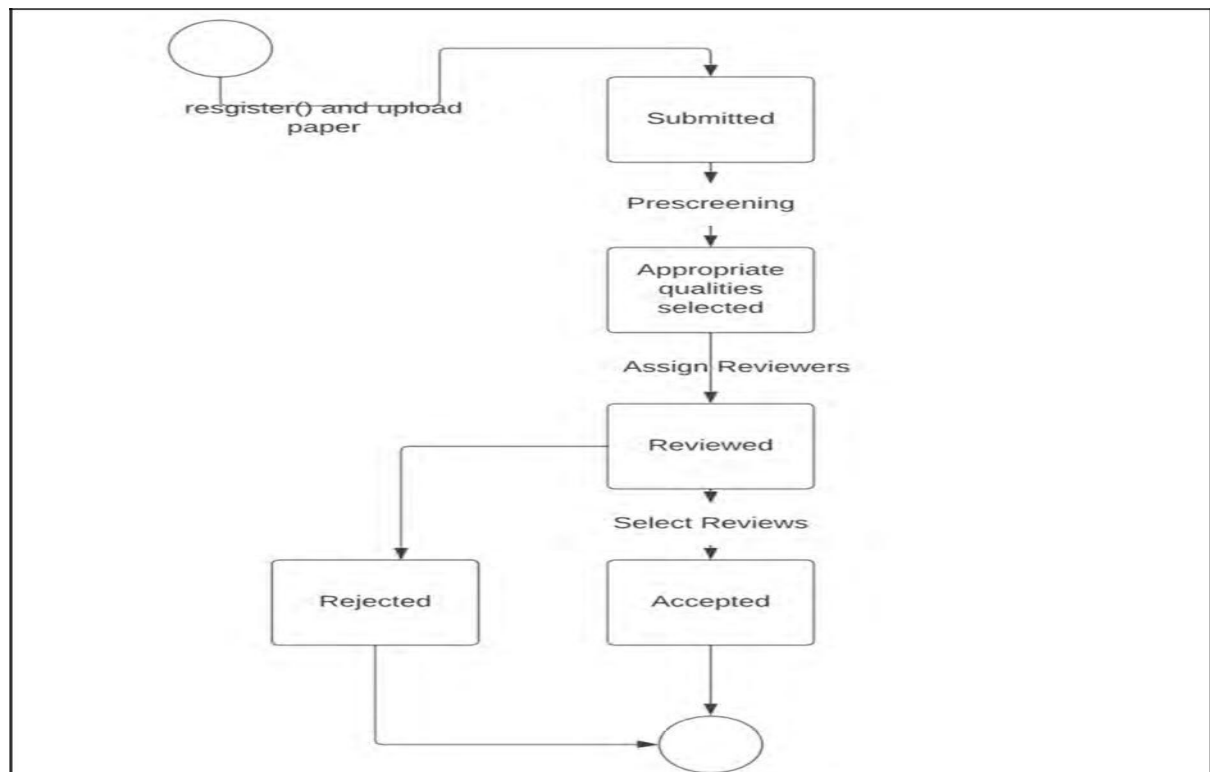 resgister() and upload
paper
Submitted
Prescreening
Appropriate
qualities
selected
Assign Reviewers
Reviewed
Select Reviews
Rejected
Accepted